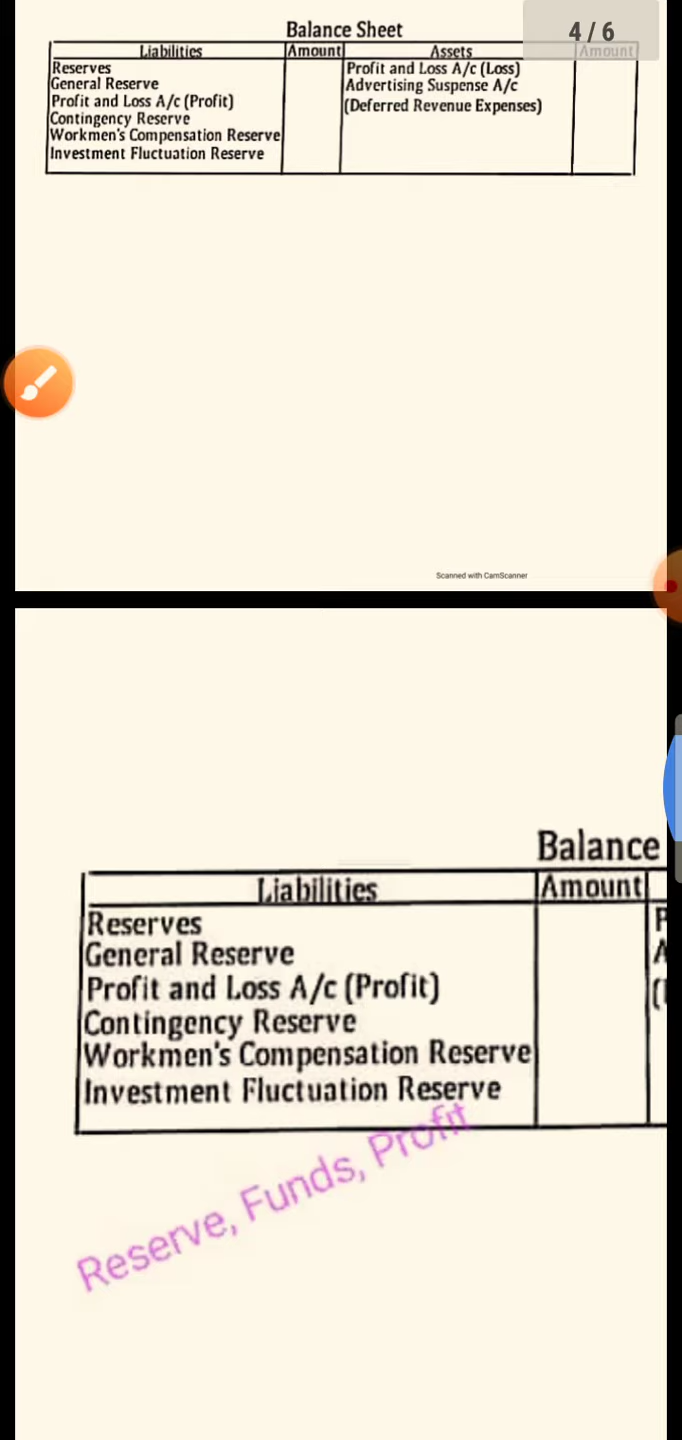 4 / 6
Balance Sheet
Liabilities Amount Assets Amount
Reserves Profit and Loss A/c (Loss)
General Reserve Advertising Suspense A/c
Profit and Loss A/c (Profit) (Deferred Revenue Expenses)
Contingency Reserve
Workmen's Compensation Reserve
Investment Fluctuation Reserve
Scanned with CamScanner
Balance
Liabilities Amount
Reserves P
General Reserve A
Profit and Loss A/c (Profit) (
Contingency Reserve
Workmen's Compensation Reserve
Investment Fluctuation Reserve
Reserve, Funds, Profit